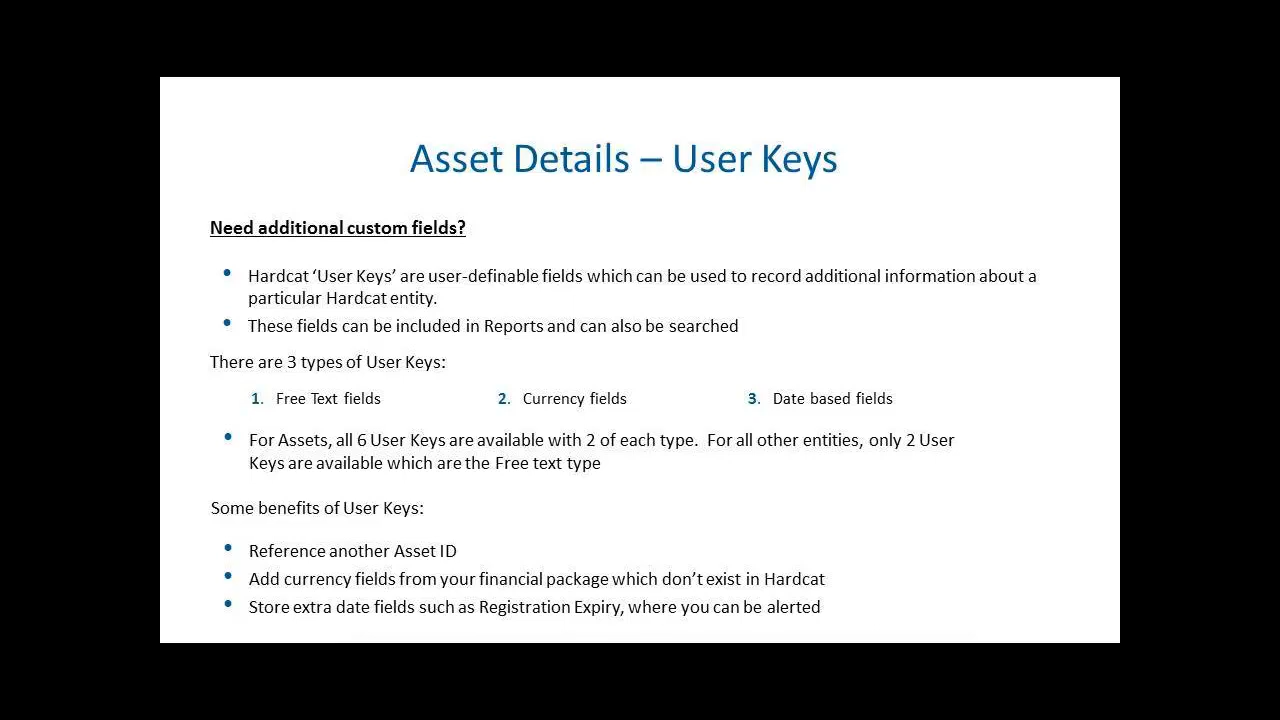 Asset Details – User Keys
Need additional custom fields?
• Hardcat ‘User Keys’ are user-definable fields which can be used to record additional information about a
particular Hardcat entity.
• These fields can be included in Reports and can also be searched
There are 3 types of User Keys:
1. Free Text fields 2. Currency fields 3. Date based fields
• For Assets, all 6 User Keys are available with 2 of each type. For all other entities, only 2 User
Keys are available which are the Free text type
Some benefits of User Keys:
• Reference another Asset ID
• Add currency fields from your financial package which don’t exist in Hardcat
• Store extra date fields such as Registration Expiry, where you can be alerted